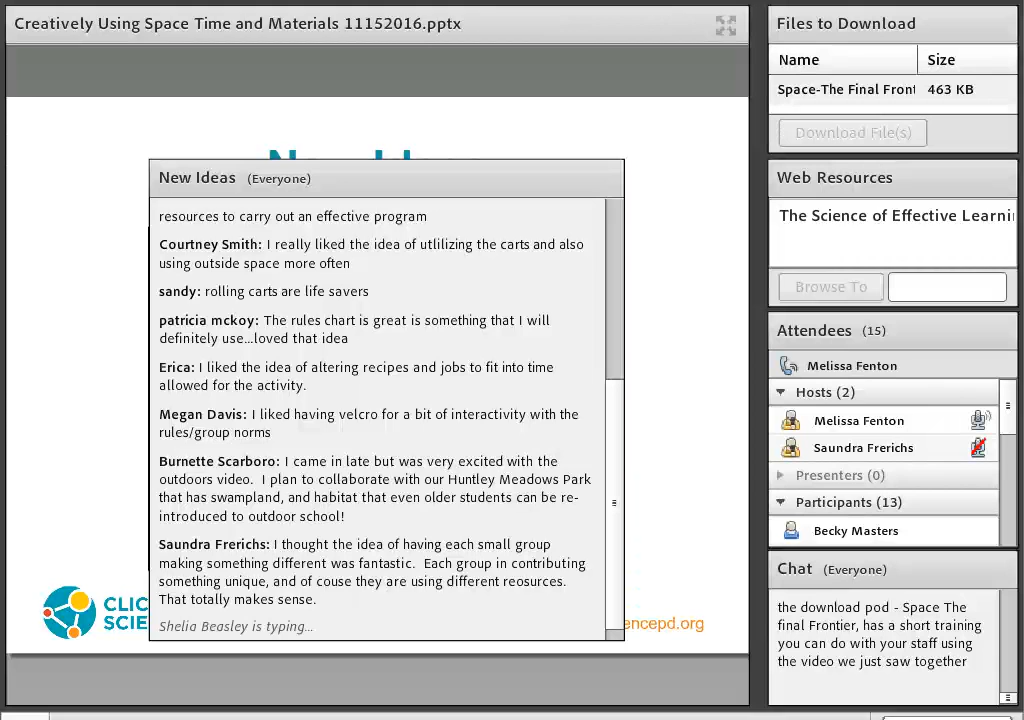 Creatively Using Space Time and Materials 11152016.pptx
New Ideas (Everyone)
resources to carry out an effective program
Courtney Smith: I really liked the idea of utlilizing the carts and also
using outside space more often
sandy: rolling carts are life savers
patricia mckoy: The rules chart is great is something that I will
definitely use...loved that idea
Erica: I liked the idea of altering recipes and jobs to fit into time
allowed for the activity.
Megan Davis: I liked having velcro for a bit of interactivity with the
rules/group norms
Burnette Scarboro: I came in late but was very excited with the
outdoors video. I plan to collaborate with our Huntley Meadows Park
that has swampland, and habitat that even older students can be re-
introduced to outdoor school!
Saundra Frerichs: I thought the idea of having each small group
making something different was fantastic. Each group in contributing
something unique, and of couse they are using different reources.
That totally makes sense.
Shelia Beasley is typing...
CLIC
SCIE
encepd.org
Files to Download
Name Size
Space-The Final Front 463 KB
Download File(s)
Web Resources
The Science of Effective Learni
Browse To
Attendees (15)
Melissa Fenton
Hosts (2)
Melissa Fenton
Saundra Frerichs
Presenters (0)
Participants (13)
Becky Masters
Chat (Everyone)
the download pod - Space The
final Frontier, has a short training
you can do with your staff using
the video we just saw together